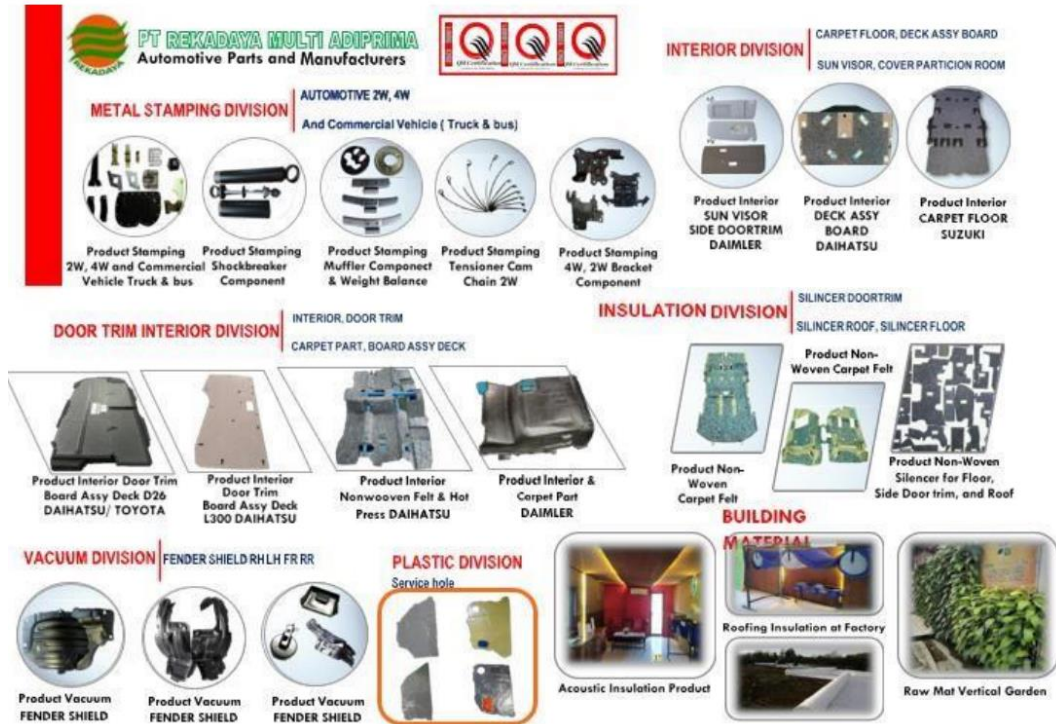 PT REKADAYA MULTI ADIPRIMA
Automotive Parts and Manufacturers
REKADAYA
QH Certification
QH Certification
QH Certification
METAL STAMPING DIVISION
AUTOMOTIVE 2W, 4W
And Commercial Vehicle ( Truck & bus)
Product Stamping
2W, 4W and Commercial
Vehicle Truck & bus
Product Stamping
Shockbreaker
Component
Product Stamping
Muffler Componect
& Weight Balance
Product Stamping
Tensioner Cam
Chain 2W
Product Stamping
4W, 2W Bracket
Component
INTERIOR DIVISION
CARPET FLOOR, DECK ASSY BOARD
SUN VISOR, COVER PARTICION ROOM
Product Interior
SUN VISOR
SIDE DOORTRIM
DAIMLER
Product Interior
DECK ASSY
BOARD
DAIHATSU
Product Interior
CARPET FLOOR
SUZUKI
DOOR TRIM INTERIOR DIVISION
INTERIOR, DOOR TRIM
CARPET PART, BOARD ASSY DECK
Product Interior Door Trim
Board Assy Deck D26
DAIHATSU/ TOYOTA
Product Interior
Door Trim
Board Assy Deck
L300 DAIHATSU
Product Interior
Nonwooven Felt & Hot
Press DAIHATSU
Product Interior &
Carpet Part
DAIMLER
INSULATION DIVISION
SILINCER DOORTRIM
SILINCER ROOF, SILINCER FLOOR
Product Non-
Woven
Carpet Felt
Product Non-
Woven Carpet Felt
Product Non-Woven
Silencer for Floor,
Side Door trim, and Roof
VACUUM DIVISION
FENDER SHIELD RH LH FR RR
Product Vacuum
FENDER SHIELD
Product Vacuum
FENDER SHIELD
Product Vacuum
FENDER SHIELD
PLASTIC DIVISION
Service hole
BUILDING
MATERIAL
Acoustic Insulation Product
Roofing Insulation at Factory
Raw Mat Vertical Garden